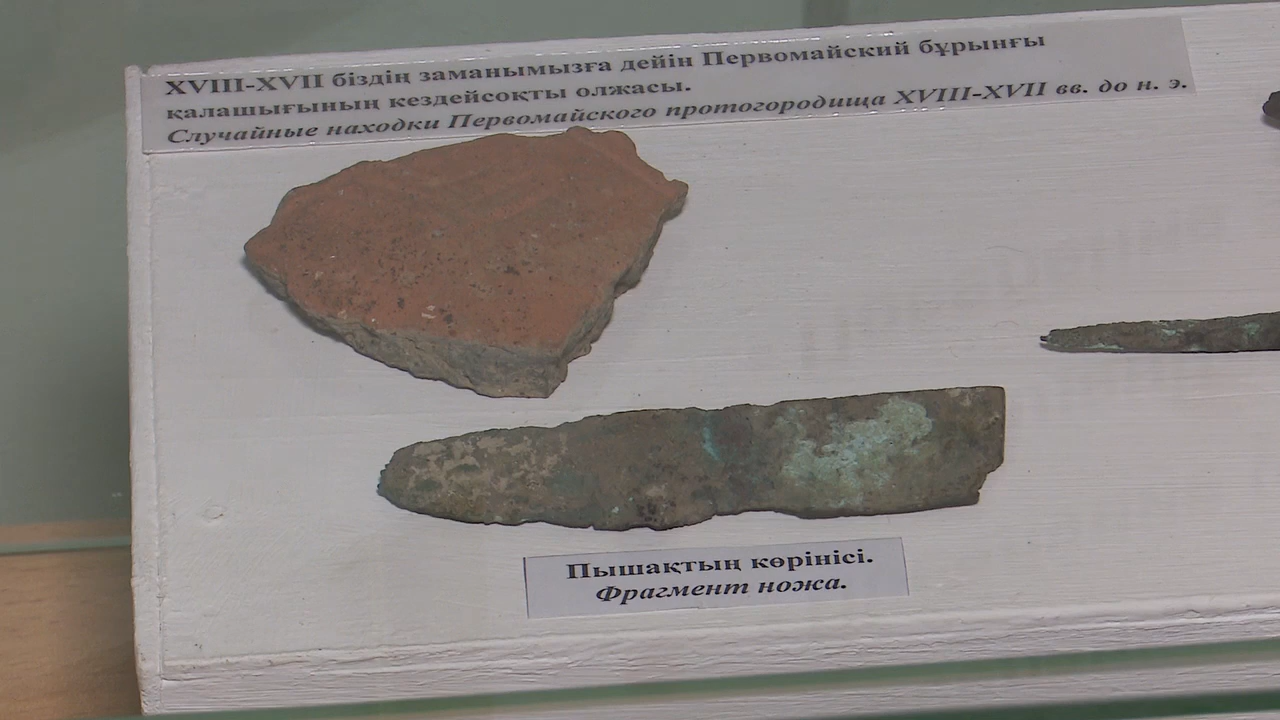 XVIII-XVII біздің заманымызға дейін Первомайский бұрынғы
қалашығының кездейсоқты олжасы.
Случайные находки Первомайского протогородища XVIII-XVII вв. до н. э.
Пышақтың көрінісі.
Фрагмент ножа.